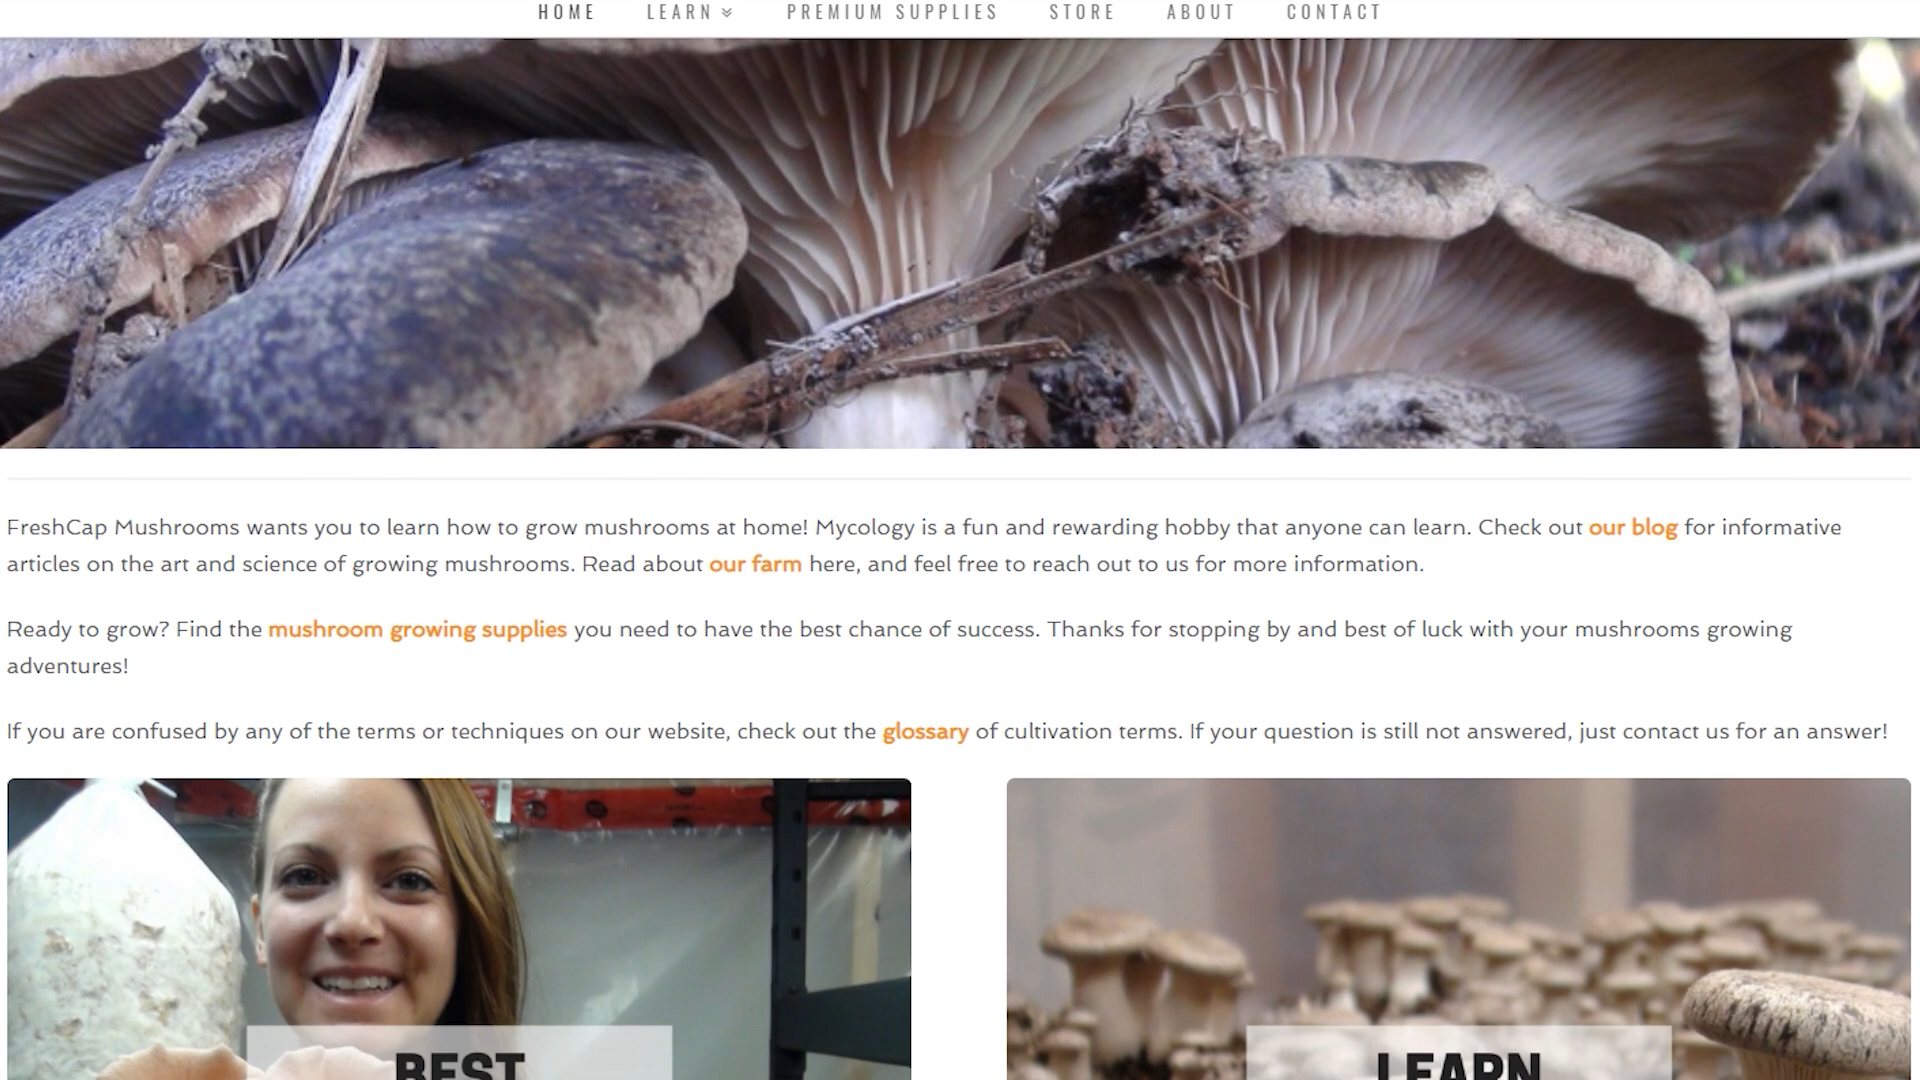 HOME LEARN PREMIUM SUPPLIES STORE ABOUT CONTACT
FreshCap Mushrooms wants you to learn how to grow mushrooms at home! Mycology is a fun and rewarding hobby that anyone can learn. Check out our blog for informative
articles on the art and science of growing mushrooms. Read about our farm here, and feel free to reach out to us for more information.
Ready to grow? Find the mushroom growing supplies you need to have the best chance of success. Thanks for stopping by and best of luck with your mushrooms growing
adventures!
If you are confused by any of the terms or techniques on our website, check out the glossary of cultivation terms. If your question is still not answered, just contact us for an answer!
BEST
LEARN